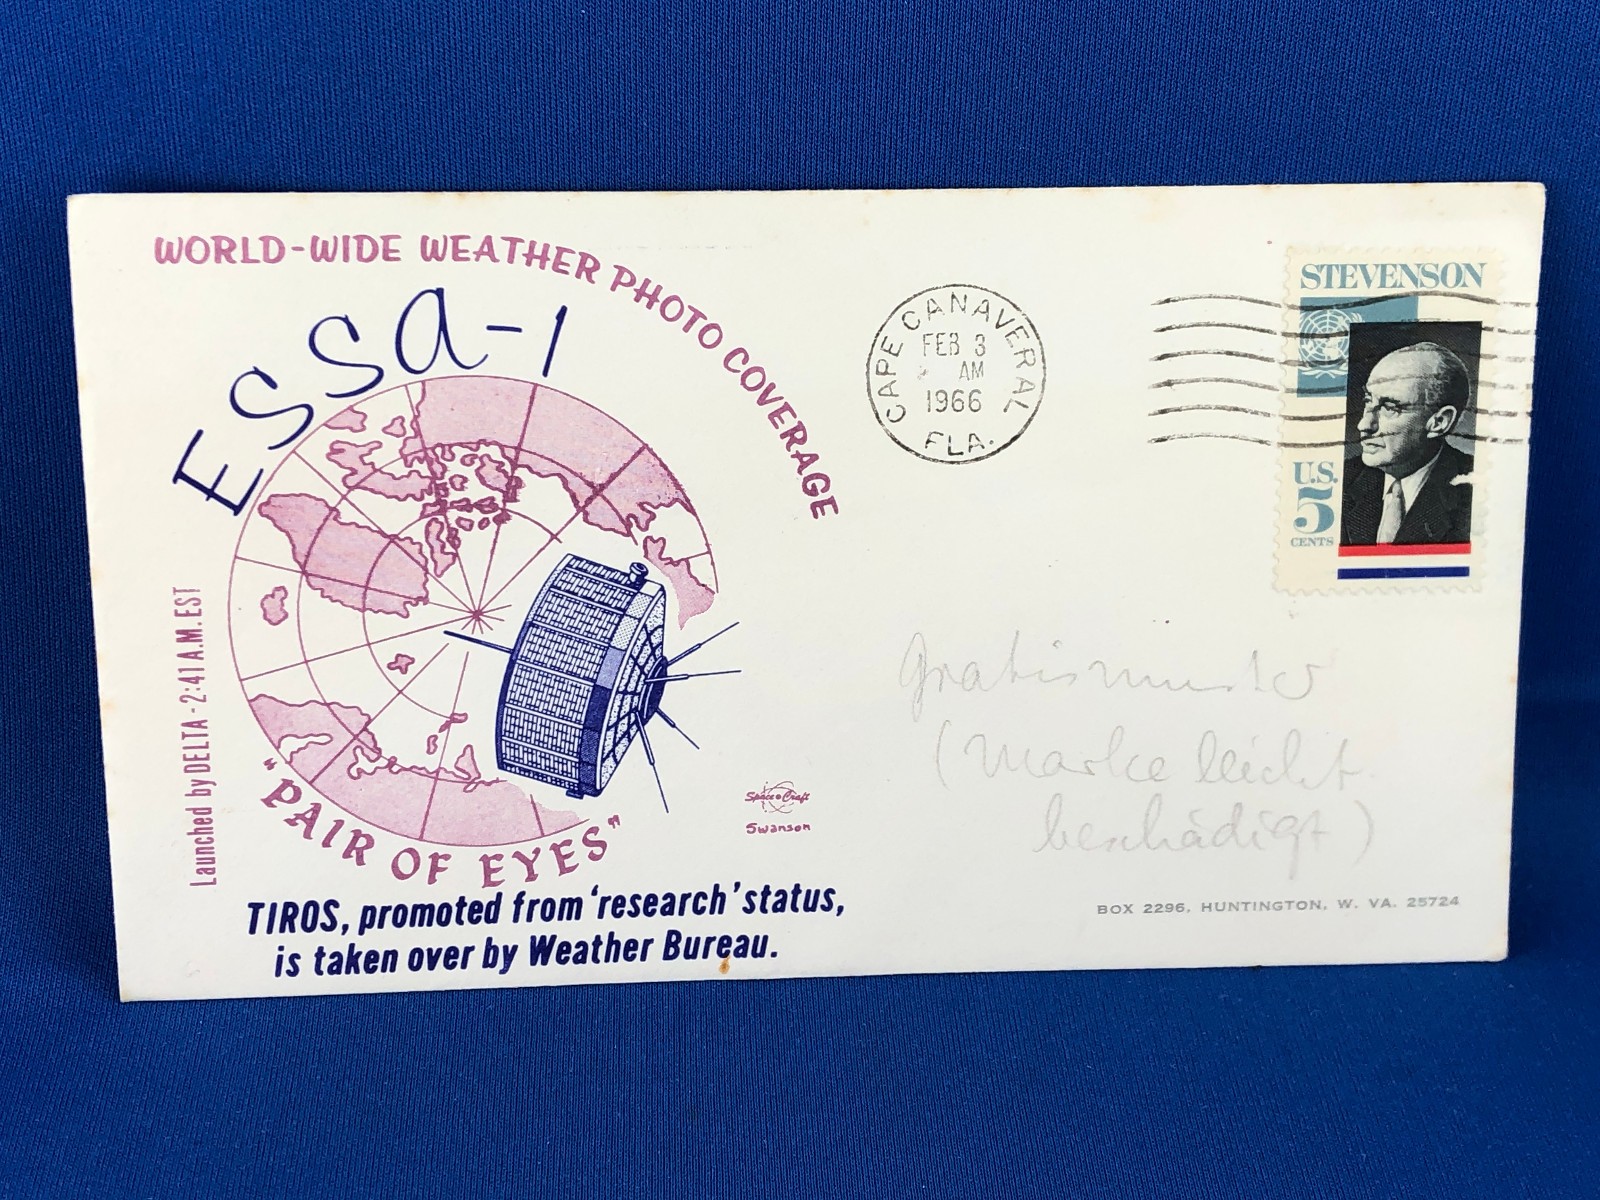 WORLD-WIDE WEATHER PHOTO COVERAGE
ESSA-1
Launched by DELTA - 2:41 A.M. EST
"PAIR OF EYES"
TIROS, promoted from 'research' status,
is taken over by Weather Bureau.
Space Craft
Swanson
CAPE CANAVERAL
FEB 3
AM
1966
FLA.
STEVENSON
U.S.
5
CENTS
Gratismuster
(Marke leicht
beschädigt)
BOX 2296, HUNTINGTON, W. VA. 25724